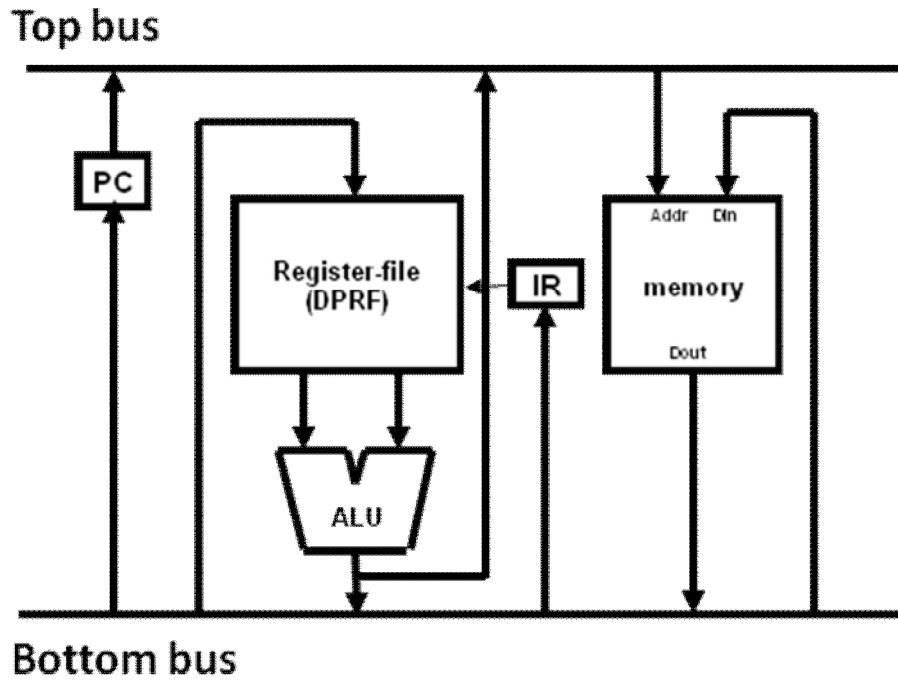 Top bus
PC
Addr DIn
Register-file
(DPRF)
IR
memory
Dout
ALU
Bottom bus